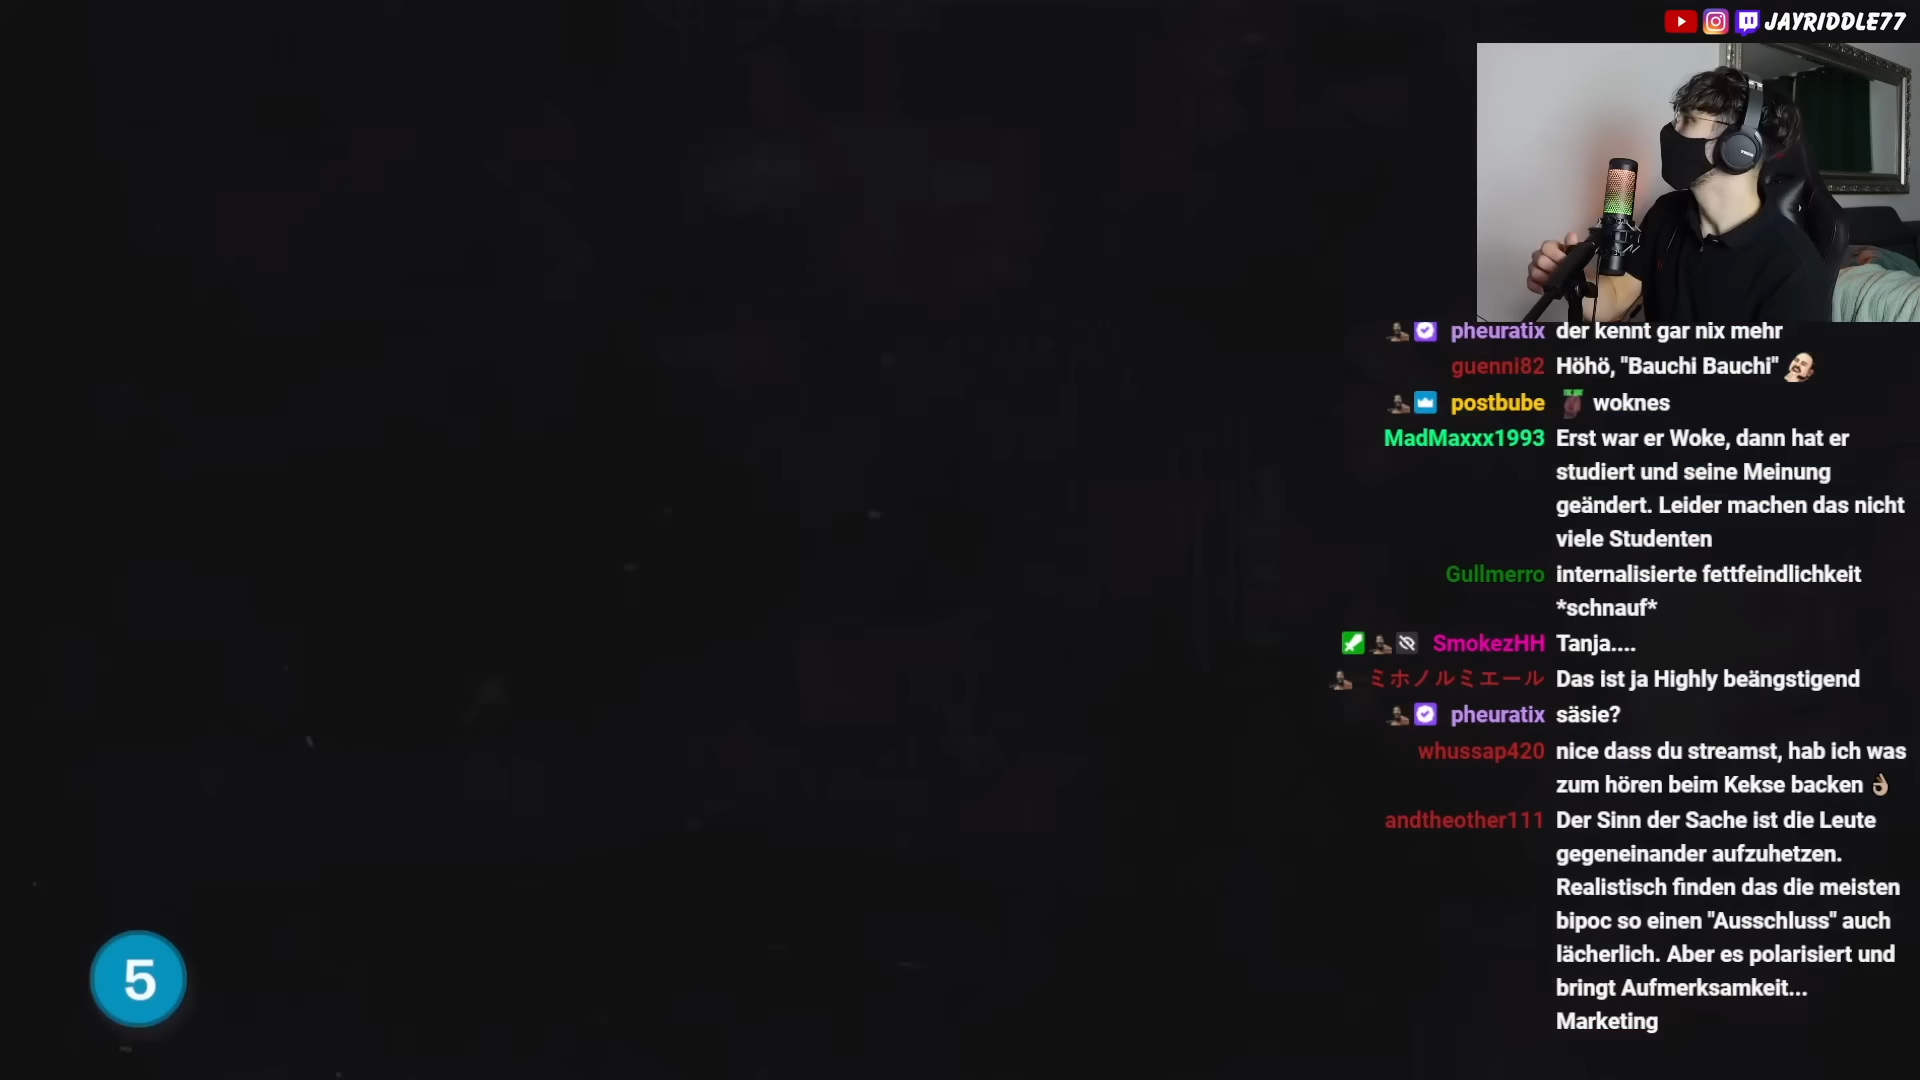 JAYRIDDLE77
pheuratix der kennt gar nix mehr
guenni82 Höhö, "Bauchi Bauchi"
postbube woknes
MadMaxxx1993 Erst war er Woke, dann hat er
studiert und seine Meinung
geändert. Leider machen das nicht
viele Studenten
Gullmerro internalisierte fettfeindlichkeit
*schnauf*
SmokezHH Tanja....
ミホノルミエール Das ist ja Highly beängstigend
pheuratix säsie?
whussap420 nice dass du streamst, hab ich was
zum hören beim Kekse backen 👌🏼
andtheother111 Der Sinn der Sache ist die Leute
gegeneinander aufzuhetzen.
Realistisch finden das die meisten
bipoc so einen "Ausschluss" auch
lächerlich. Aber es polarisiert und
bringt Aufmerksamkeit...
Marketing
5